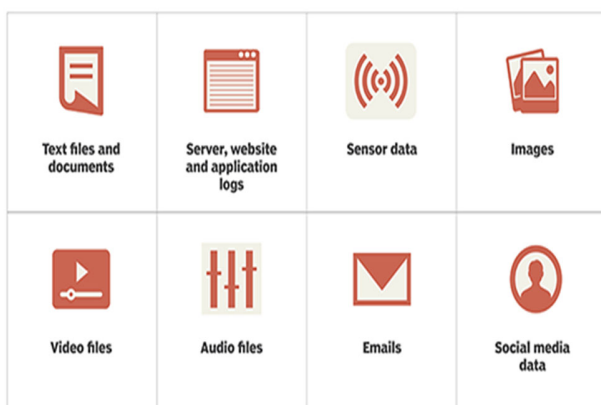 Text files and
documents
Server, website
and application
logs
Sensor data
Images
Video files
Audio files
Emails
Social media
data